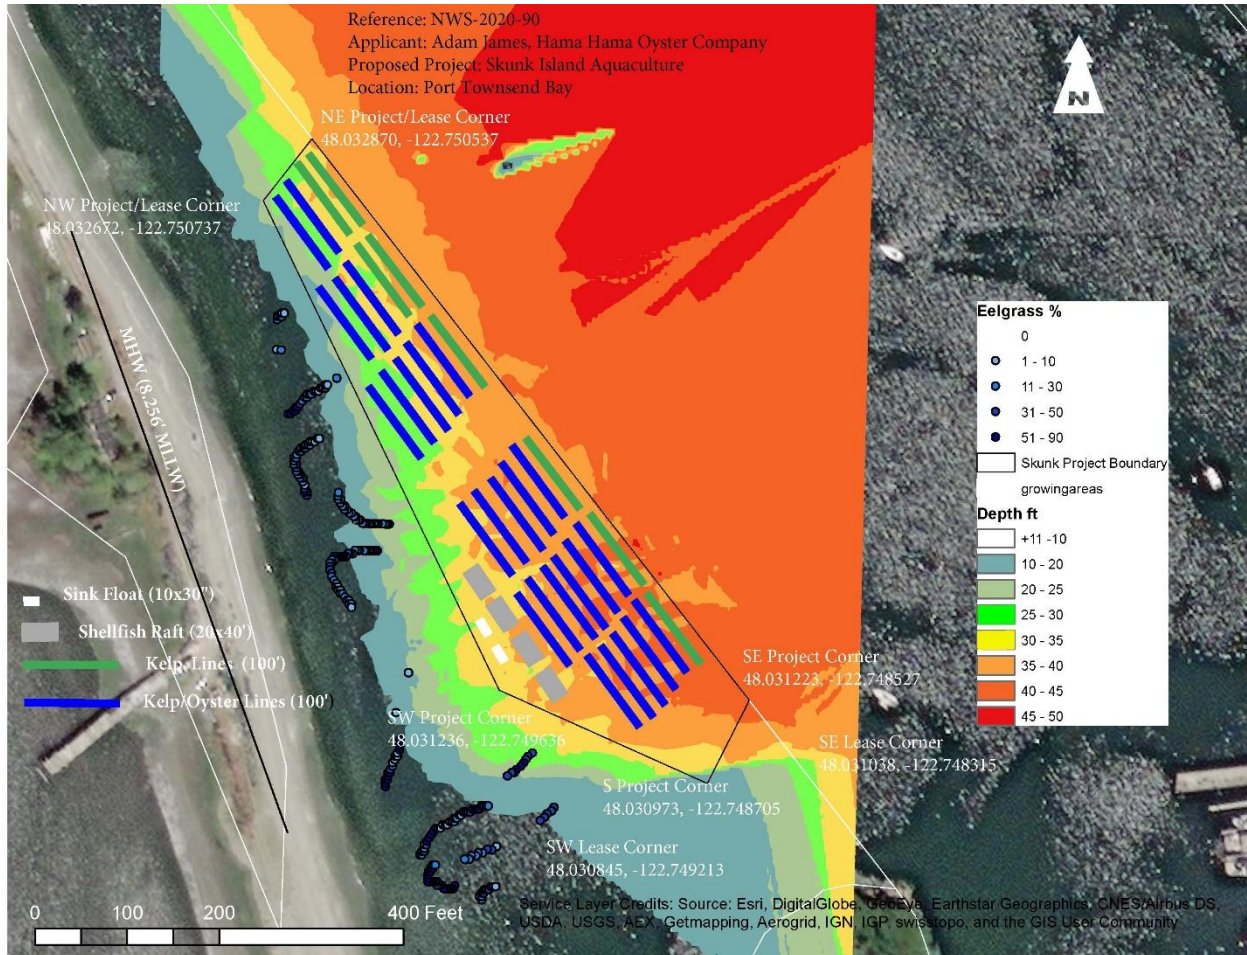 Reference: NWS-2020-90
Applicant: Adam James, Hama Hama Oyster Company
Proposed Project: Skunk Island Aquaculture
Location: Port Townsend Bay
NE Project/Lease Corner
48.032870, -122.750537
N
NW Project/Lease Corner
48.032672, -122.750737
MHW (8.256' MLLW)
Eelgrass %
0
1 - 10
11 - 30
31 - 50
51 - 90
Skunk Project Boundary
growingareas
Depth ft
+11 -10
10 - 20
20 - 25
25 - 30
30 - 35
35 - 40
40 - 45
45 - 50
Sink Float (10x30")
Shellfish Raft (20x40')
Kelp Lines (100')
Kelp/Oyster Lines (100')
SE Project Corner
48.031223, -122.748527
SW Project Corner
48.031236, -122.749636
SE Lease Corner
48.031038, -122.748315
S Project Corner
48.030973, -122.748705
SW Lease Corner
48.030845, -122.749213
0 100 200 400 Feet
Service Layer Credits: Source: Esri, DigitalGlobe, GeoEye, Earthstar Geographics, CNES/Airbus DS,
USDA, USGS, AEX, Getmapping, Aerogrid, IGN, IGP, swisstopo, and the GIS User Community